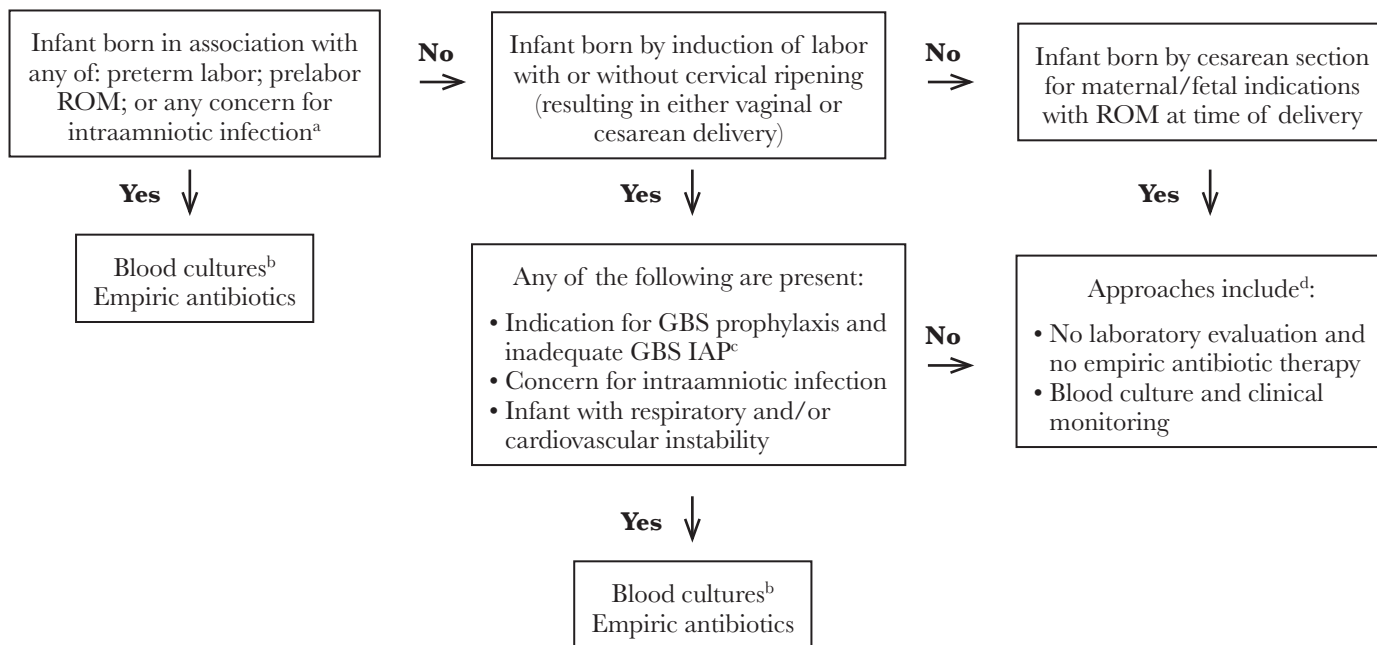 Infant born in association with
any of: preterm labor; prelabor
ROM; or any concern for
intraamniotic infectionᵃ
No
Infant born by induction of labor
with or without cervical ripening
(resulting in either vaginal or
cesarean delivery)
No
Infant born by cesarean section
for maternal/fetal indications
with ROM at time of delivery
Yes
Yes
Yes
Blood culturesᵇ
Empiric antibiotics
Any of the following are present:
• Indication for GBS prophylaxis and
inadequate GBS IAPᶜ
• Concern for intraamniotic infection
• Infant with respiratory and/or
cardiovascular instability
No
Approaches includeᵈ:
• No laboratory evaluation and
no empiric antibiotic therapy
• Blood culture and clinical
monitoring
Yes
Blood culturesᵇ
Empiric antibiotics